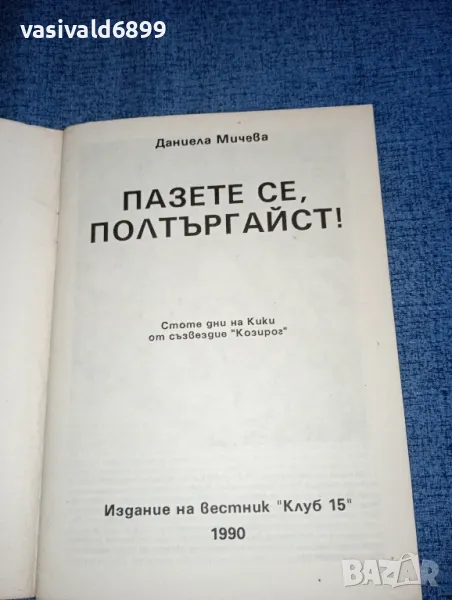 vasivald6899
Даниела Мичева
ПАЗЕТЕ СЕ,
ПОЛТЪРГАЙСТ!
Стоте дни на Кики
от съзвездие "Козирог"
Издание на вестник "Клуб 15"
1990
BAZAR